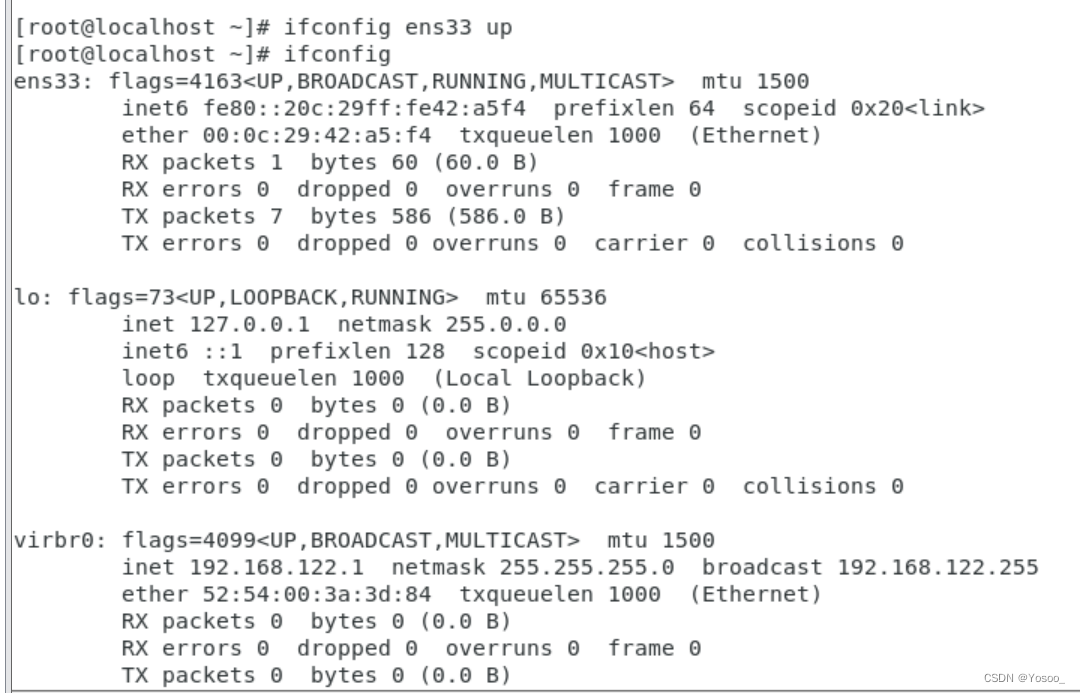 [root@localhost ~]# ifconfig ens33 up
[root@localhost ~]# ifconfig
ens33: flags=4163<UP,BROADCAST,RUNNING,MULTICAST>  mtu 1500
        inet6 fe80::20c:29ff:fe42:a5f4  prefixlen 64  scopeid 0x20<link>
        ether 00:0c:29:42:a5:f4  txqueuelen 1000  (Ethernet)
        RX packets 1  bytes 60 (60.0 B)
        RX errors 0  dropped 0  overruns 0  frame 0
        TX packets 7  bytes 586 (586.0 B)
        TX errors 0  dropped 0 overruns 0  carrier 0  collisions 0

lo: flags=73<UP,LOOPBACK,RUNNING>  mtu 65536
        inet 127.0.0.1  netmask 255.0.0.0
        inet6 ::1  prefixlen 128  scopeid 0x10<host>
        loop  txqueuelen 1000  (Local Loopback)
        RX packets 0  bytes 0 (0.0 B)
        RX errors 0  dropped 0  overruns 0  frame 0
        TX packets 0  bytes 0 (0.0 B)
        TX errors 0  dropped 0 overruns 0  carrier 0  collisions 0

virbr0: flags=4099<UP,BROADCAST,MULTICAST>  mtu 1500
        inet 192.168.122.1  netmask 255.255.255.0  broadcast 192.168.122.255
        ether 52:54:00:3a:3d:84  txqueuelen 1000  (Ethernet)
        RX packets 0  bytes 0 (0.0 B)
        RX errors 0  dropped 0  overruns 0  frame 0
        TX packets 0  bytes 0 (0.0 B)
CSDN @Yosoo_